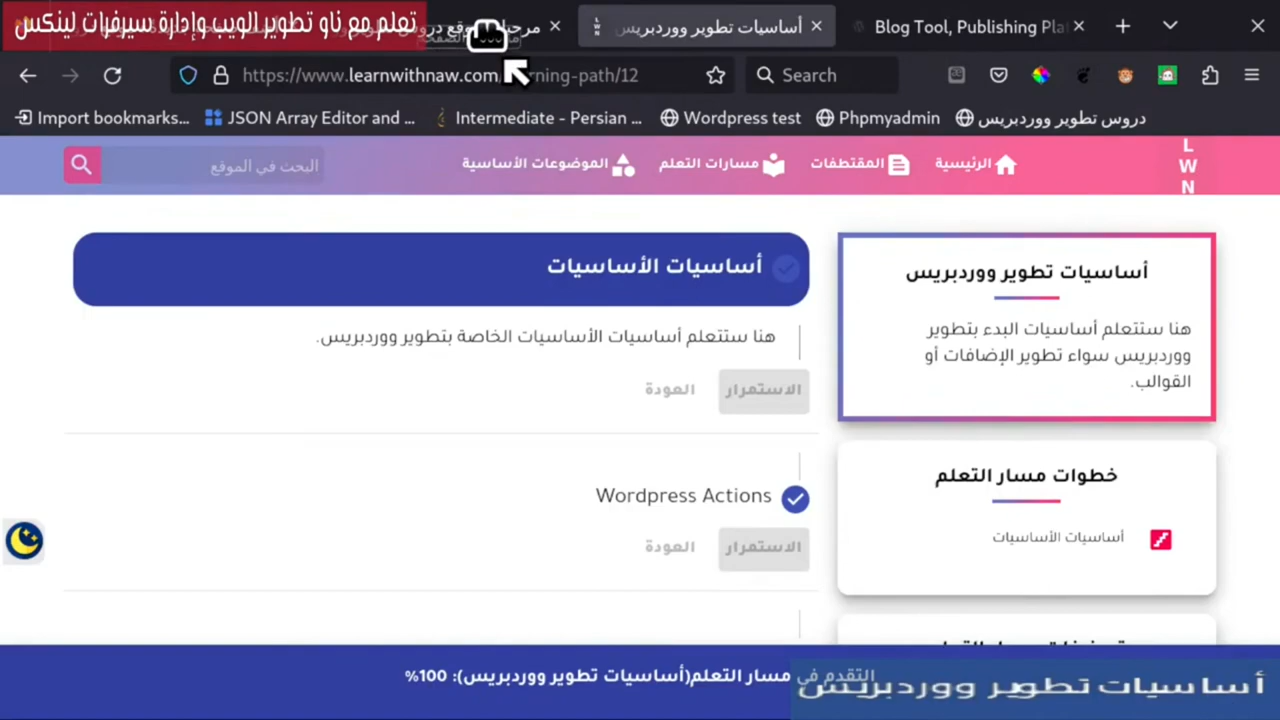 تعلم مع ناو تطوير الويب وإدارة سيرفرات لينكس
أساسيات تطوير ووردبريس
Blog Tool, Publishing Pla
https://www.learnwithnaw.com
rning-path/12
Search
Import bookmarks...
JSON Array Editor and ...
Intermediate - Persian ...
Wordpress test
Phpmyadmin
دروس تطوير ووردبريس
L
W
N
الرئيسية
المقتطفات
مسارات التعلم
الموضوعات الأساسية
البحث في الموقع
أساسيات تطوير ووردبريس
هنا ستتعلم أساسيات البدء بتطوير
ووردبريس سواء تطوير الإضافات أو
القوالب.
خطوات مسار التعلم
أساسيات الأساسيات
أساسيات الأساسيات
هنا ستتعلم أساسيات الأساسيات الخاصة بتطوير ووردبريس.
الاستمرار
العودة
Wordpress Actions
الاستمرار
العودة
التقدم في مسار التعلم(أساسيات تطوير ووردبريس): 100%
أساسيات تطوير ووردبريس